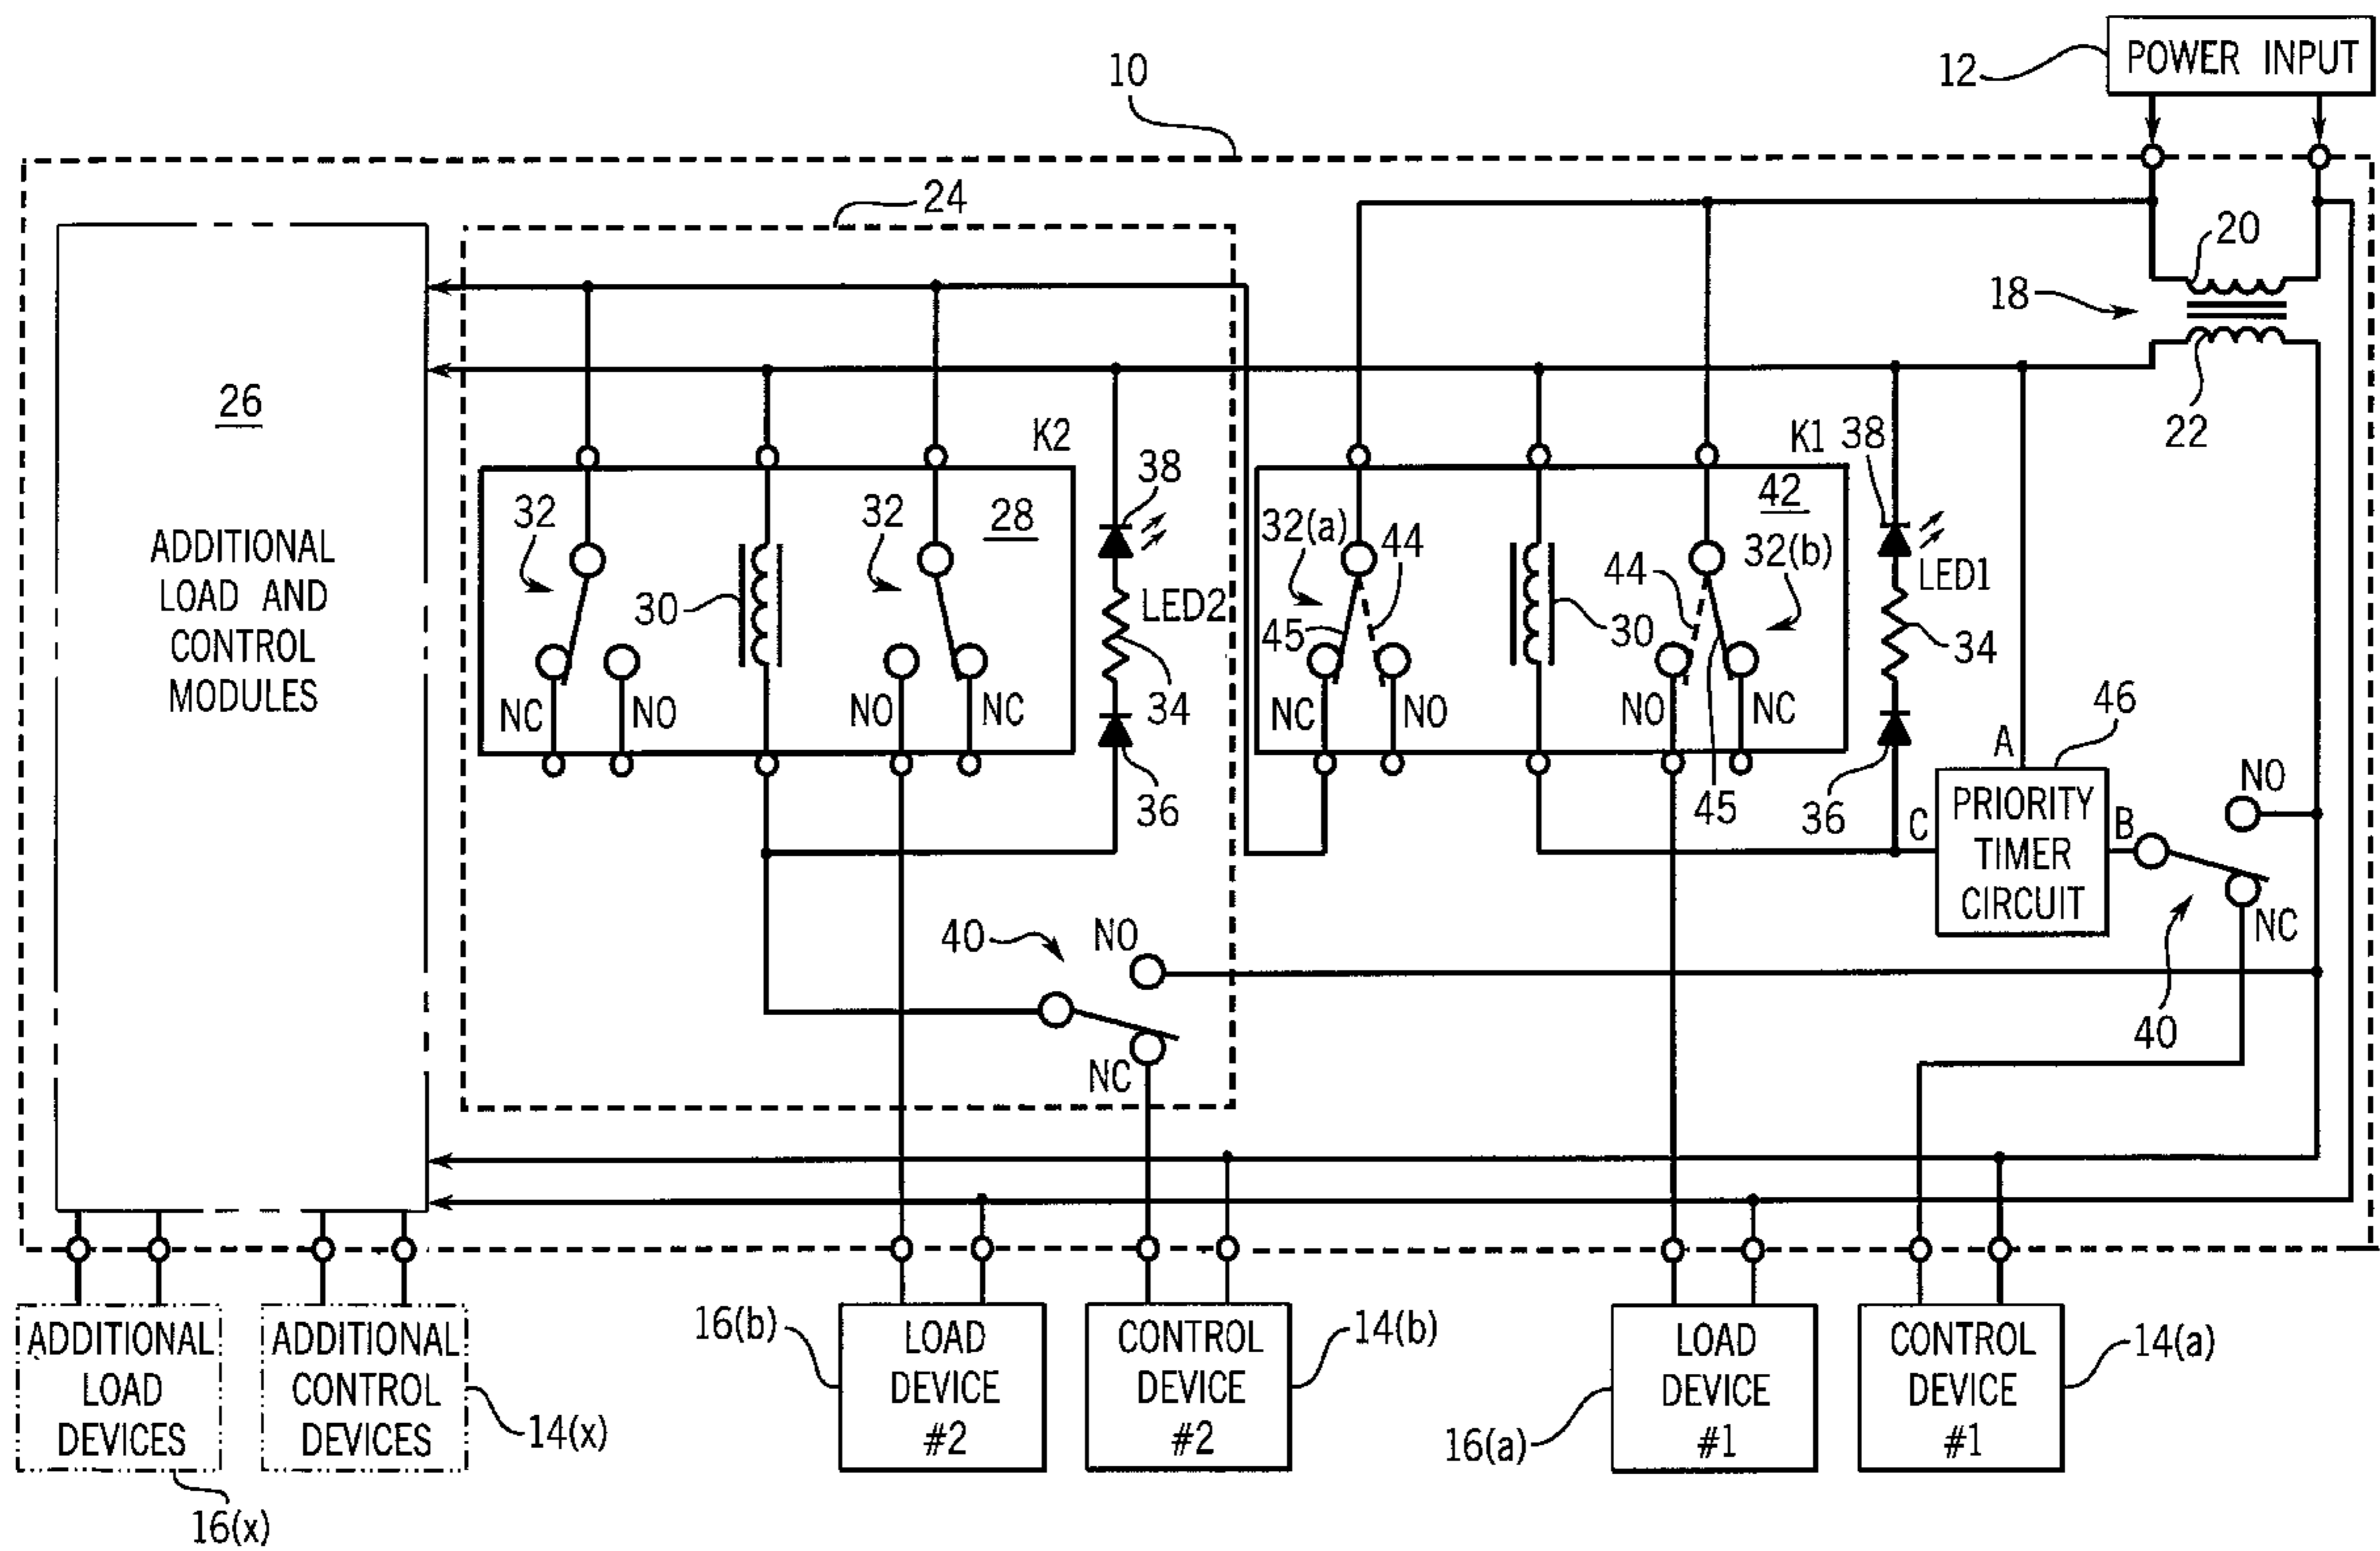 POWER INPUT
12
10
24
20
18
22
26
K2
K1
38
38
32
32
28
42
32(a)
44
44
32(b)
LED1
ADDITIONAL
LOAD AND
CONTROL
MODULES
30
LED2
45
30
34
NC
NO
NO
NC
34
NC
NO
NO
NC
46
36
45
36
A
NO
C
PRIORITY
TIMER
CIRCUIT
B
NC
40
NO
40
NC
ADDITIONAL
LOAD
DEVICES
16(x)
ADDITIONAL
CONTROL
DEVICES
14(x)
16(b)
LOAD
DEVICE
#2
CONTROL
DEVICE
#2
14(b)
16(a)
LOAD
DEVICE
#1
CONTROL
DEVICE
#1
14(a)